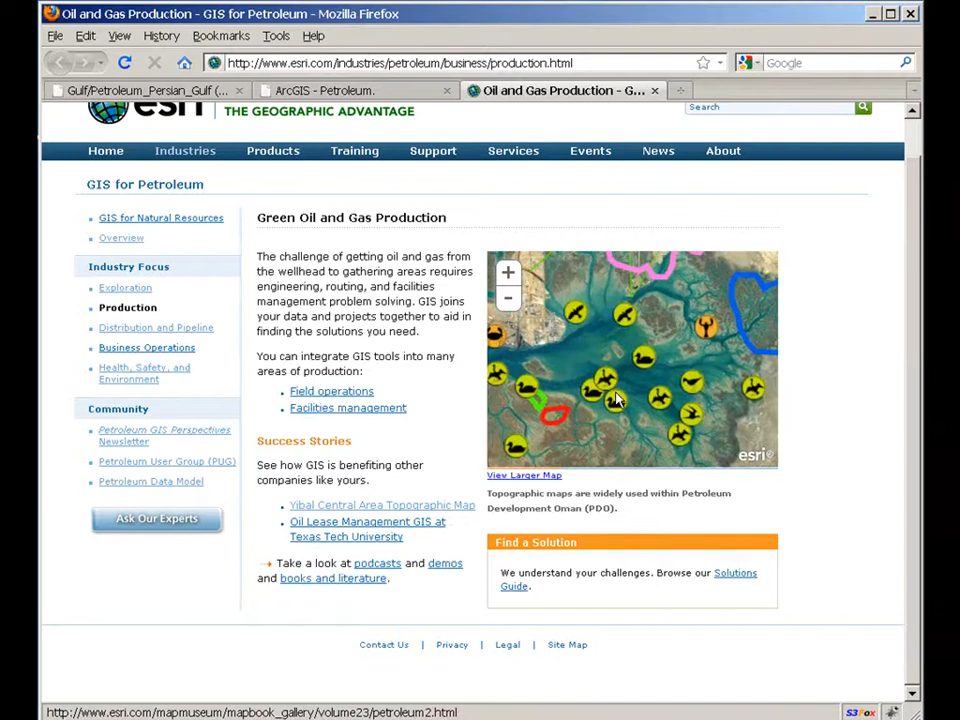 Oil and Gas Production - GIS for Petroleum - Mozilla Firefox
File Edit View History Bookmarks Tools Help
http://www.esri.com/industries/petroleum/business/production.html
Google
Gulf/Petroleum_Persian_Gulf (...
ArcGIS - Petroleum.
Oil and Gas Production - G...
esri
THE GEOGRAPHIC ADVANTAGE
Search
Home Industries Products Training Support Services Events News About
GIS for Petroleum
GIS for Natural Resources
Overview
Industry Focus
Exploration
Production
Distribution and Pipeline
Business Operations
Health, Safety, and
Environment
Community
Petroleum GIS Perspectives
Newsletter
Petroleum User Group (PUG)
Petroleum Data Model
Ask Our Experts
Green Oil and Gas Production
The challenge of getting oil and gas from
the wellhead to gathering areas requires
engineering, routing, and facilities
management problem solving. GIS joins
your data and projects together to aid in
finding the solutions you need.
You can integrate GIS tools into many
areas of production:
Field operations
Facilities management
Success Stories
See how GIS is benefiting other
companies like yours.
Yibal Central Area Topographic Map
Oil Lease Management GIS at
Texas Tech University
Take a look at podcasts and demos
and books and literature.
+
-
esri
View Larger Map
Topographic maps are widely used within Petroleum
Development Oman (PDO).
Find a Solution
We understand your challenges. Browse our Solutions
Guide.
Contact Us | Privacy | Legal | Site Map
http://www.esri.com/mapmuseum/mapbook_gallery/volume23/petroleum2.html
S3Fox